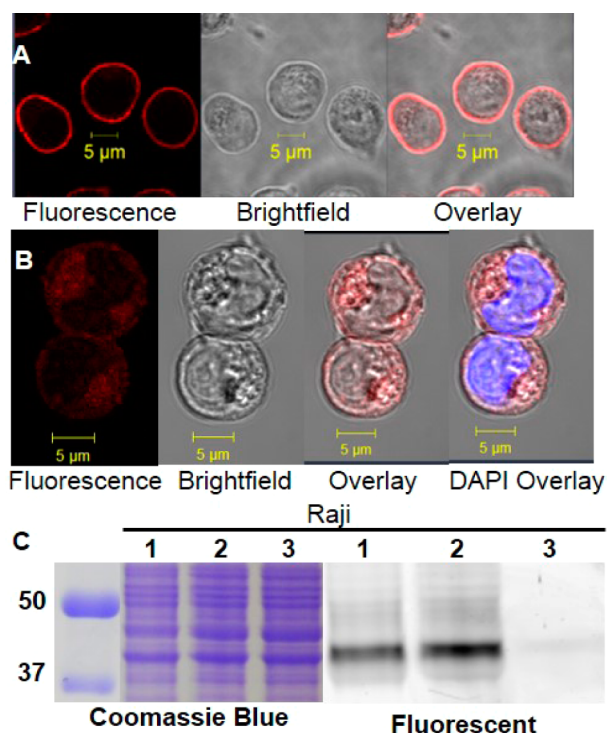 A
5 μm
5 μm
5 μm
Fluorescence Brightfield Overlay
B
5 μm
5 μm
5 μm
5 μm
Fluorescence Brightfield Overlay DAPI Overlay
Raji
C
1 2 3 1 2 3
50
37
Coomassie Blue Fluorescent